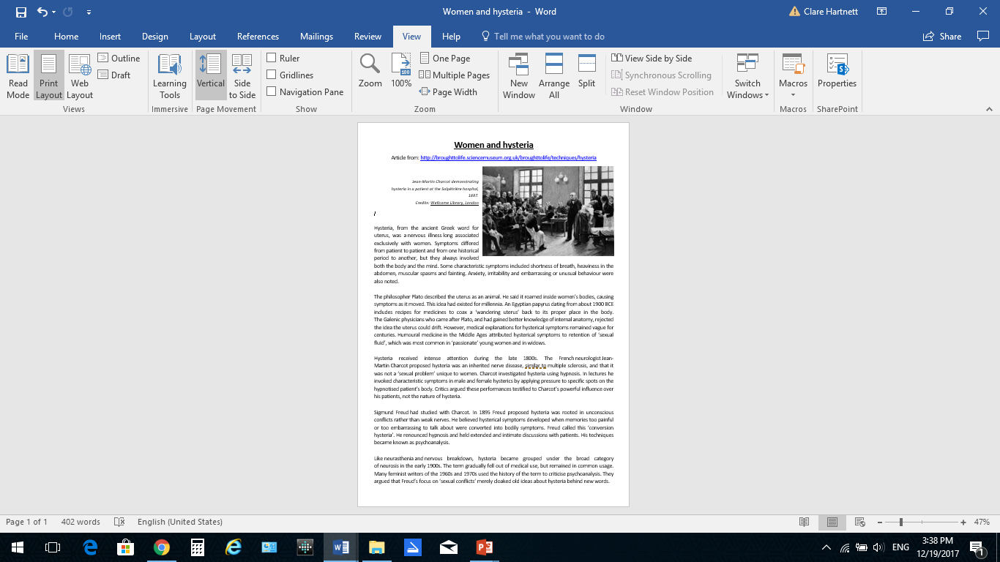 Women and hysteria - Word
Clare Hartnett
File Home Insert Design Layout References Mailings Review View Help Tell me what you want to do Share
Read Mode
Print Layout
Web Layout
Outline
Draft
Views
Learning Tools
Immersive
Vertical
Side to Side
Page Movement
Ruler
Gridlines
Navigation Pane
Show
Zoom
100
100%
One Page
Multiple Pages
Page Width
Zoom
New Window
Arrange All
Split
View Side by Side
Synchronous Scrolling
Reset Window Position
Window
Switch Windows
Macros
Macros
Properties
SharePoint
Women and hysteria
Article from: http://broughttolife.sciencemuseum.org.uk/broughttolife/techniques/hysteria
Jean-Martin Charcot demonstrating
hysteria in a patient at the Salpêtrière hospital,
1887.
Credits: Wellcome Library, London
/
Hysteria, from the ancient Greek word for
uterus, was a nervous illness long associated
exclusively with women. Symptoms differed
from patient to patient and from one historical
period to another, but they always involved
both the body and the mind. Some characteristic symptoms included shortness of breath, heaviness in the
abdomen, muscular spasms and fainting. Anxiety, irritability and embarrassing or unusual behaviour were
also noted.
The philosopher Plato described the uterus as an animal. He said it roamed inside women's bodies, causing
symptoms as it moved. This idea had existed for millennia. An Egyptian papyrus dating from about 1900 BCE
includes recipes for medicines to coax a 'wandering uterus' back to its proper place in the body.
The Galenic physicians who came after Plato, and had gained better knowledge of internal anatomy, rejected
the idea the uterus could drift. However, medical explanations for hysterical symptoms remained vague for
centuries. Humoural medicine in the Middle Ages attributed hysterical symptoms to retention of 'sexual
fluid', which was most common in 'passionate' young women and in widows.
Hysteria received intense attention during the late 1800s. The French neurologist Jean-
Martin Charcot proposed hysteria was an inherited nerve disease, similar to multiple sclerosis, and that it
was not a 'sexual problem' unique to women. Charcot investigated hysteria using hypnosis. In lectures he
invoked characteristic symptoms in male and female hysterics by applying pressure to specific spots on the
hypnotised patient's body. Critics argued these performances testified to Charcot's powerful influence over
his patients, not the nature of hysteria.
Sigmund Freud had studied with Charcot. In 1895 Freud proposed hysteria was rooted in unconscious
conflicts rather than weak nerves. He believed hysterical symptoms developed when memories too painful
or too embarrassing to talk about were converted into bodily symptoms. Freud called this 'conversion
hysteria'. He renounced hypnosis and held extended and intimate discussions with patients. His techniques
became known as psychoanalysis.
Like neurasthenia and nervous breakdown, hysteria became grouped under the broad category
of neurosis in the early 1900s. The term gradually fell out of medical use, but remained in common usage.
Many feminist writers of the 1960s and 1970s used the history of the term to criticise psychoanalysis. They
argued that Freud's focus on 'sexual conflicts' merely cloaked old ideas about hysteria behind new words.
Page 1 of 1 402 words English (United States) 47%
ENG
3:38 PM
12/19/2017
1